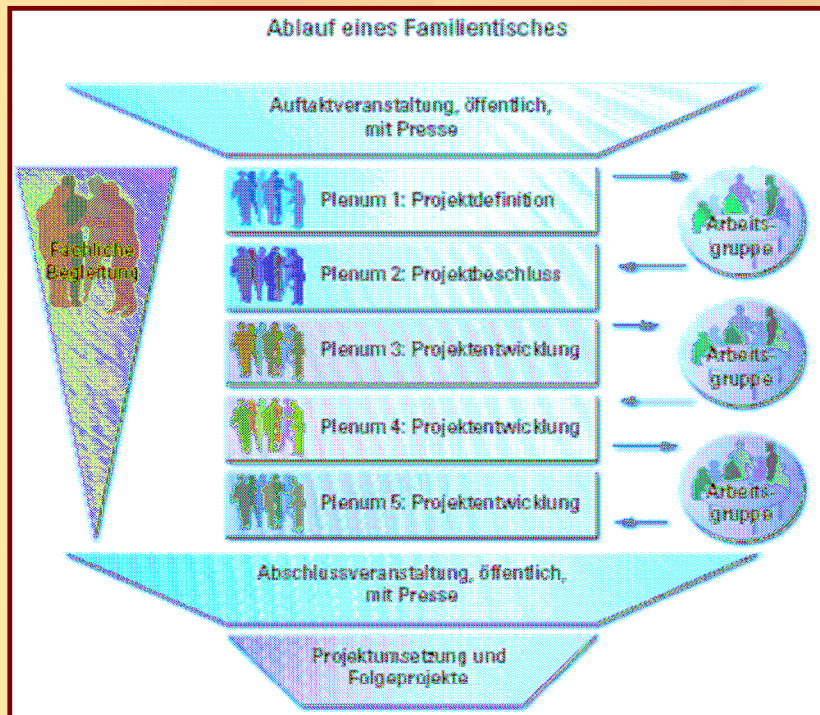 Ablauf eines Familientisches
Auftaktveranstaltung, öffentlich,
mit Presse
Fachliche
Begleitung
Plenum 1: Projektdefinition
Plenum 2: Projektbeschluss
Plenum 3: Projektentwicklung
Plenum 4: Projektentwicklung
Plenum 5: Projektentwicklung
Arbeits-
gruppe
Arbeits-
gruppe
Arbeits-
gruppe
Abschlussveranstaltung, öffentlich,
mit Presse
Projektumsetzung und
Folgeprojekte